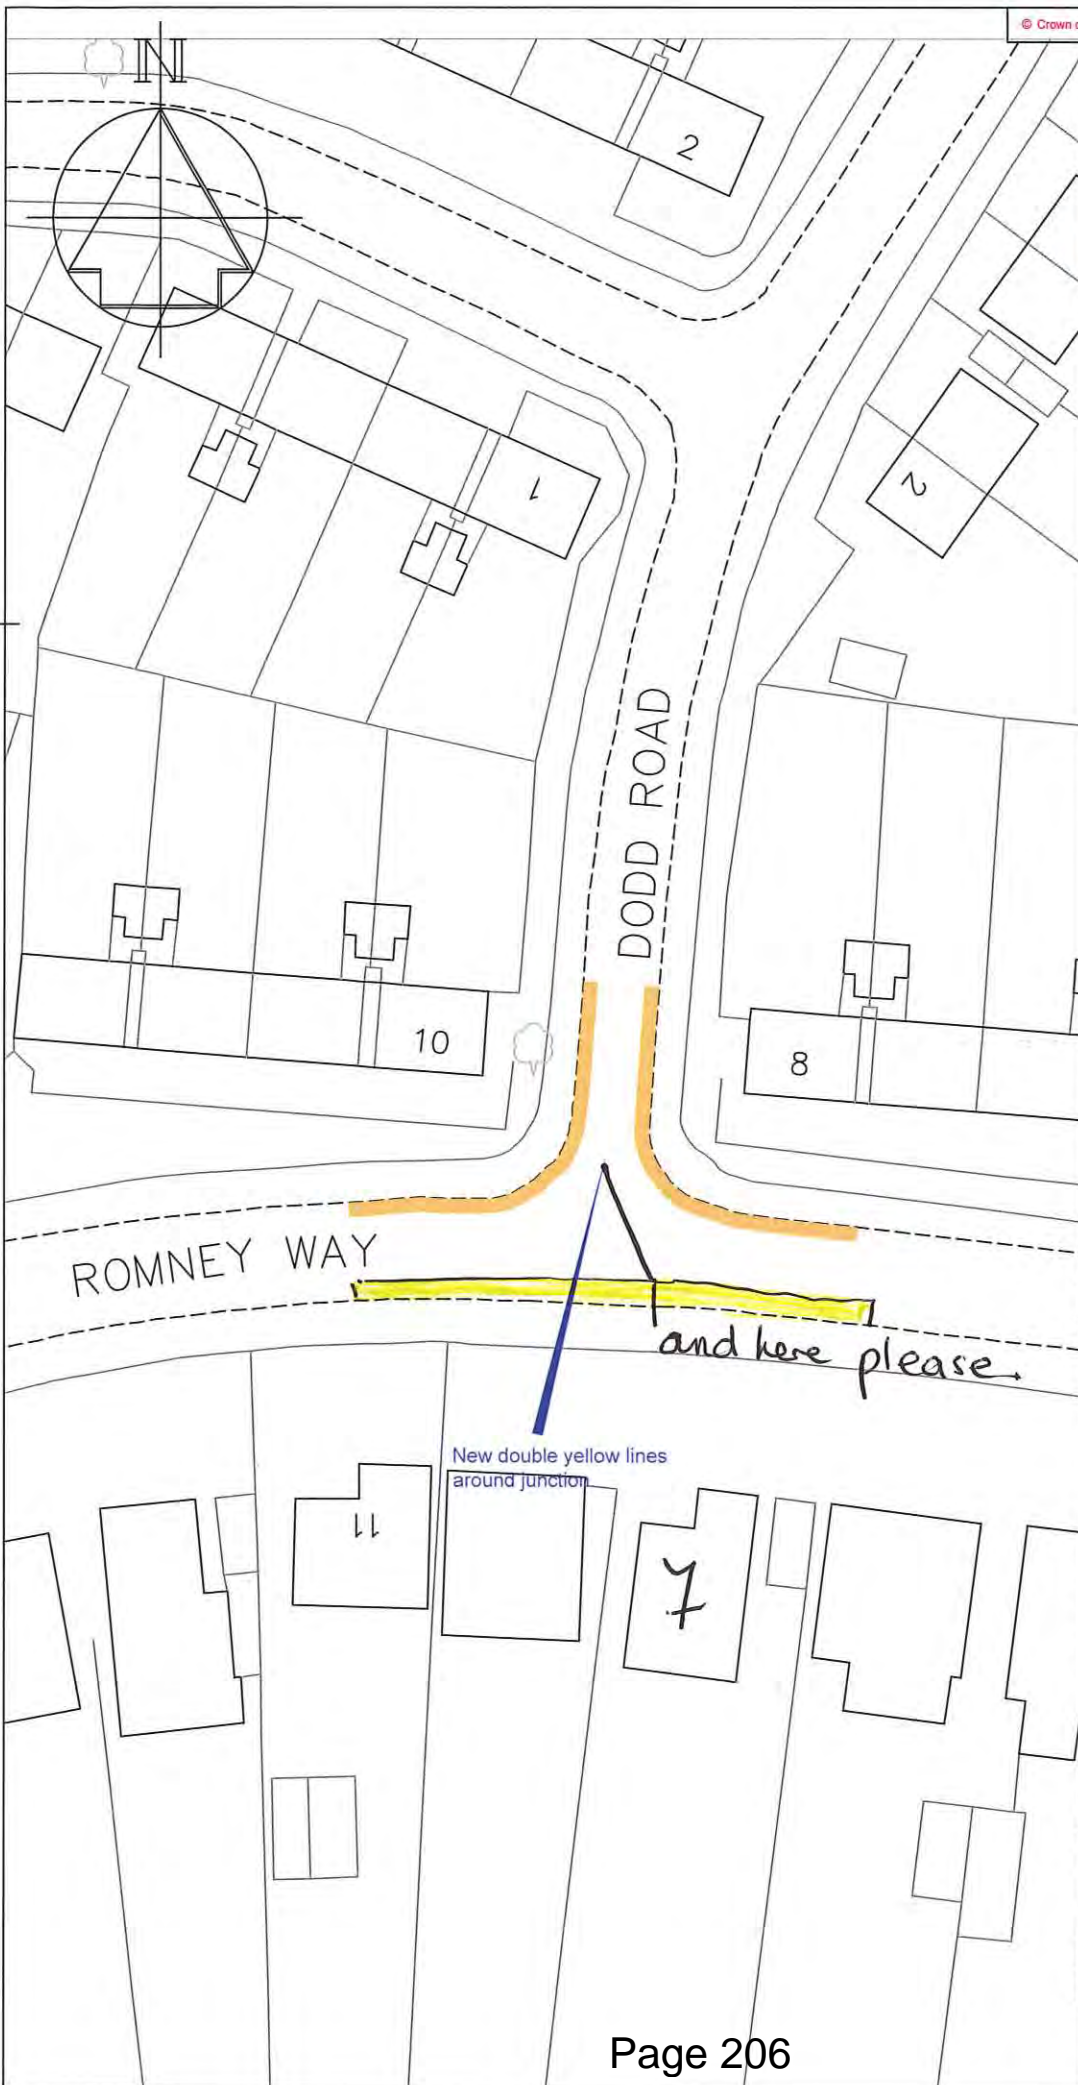 © Crown
N
2
1
2
DODD ROAD
10
8
ROMNEY WAY
and here please.
New double yellow lines
around junction
11
7
Page 206